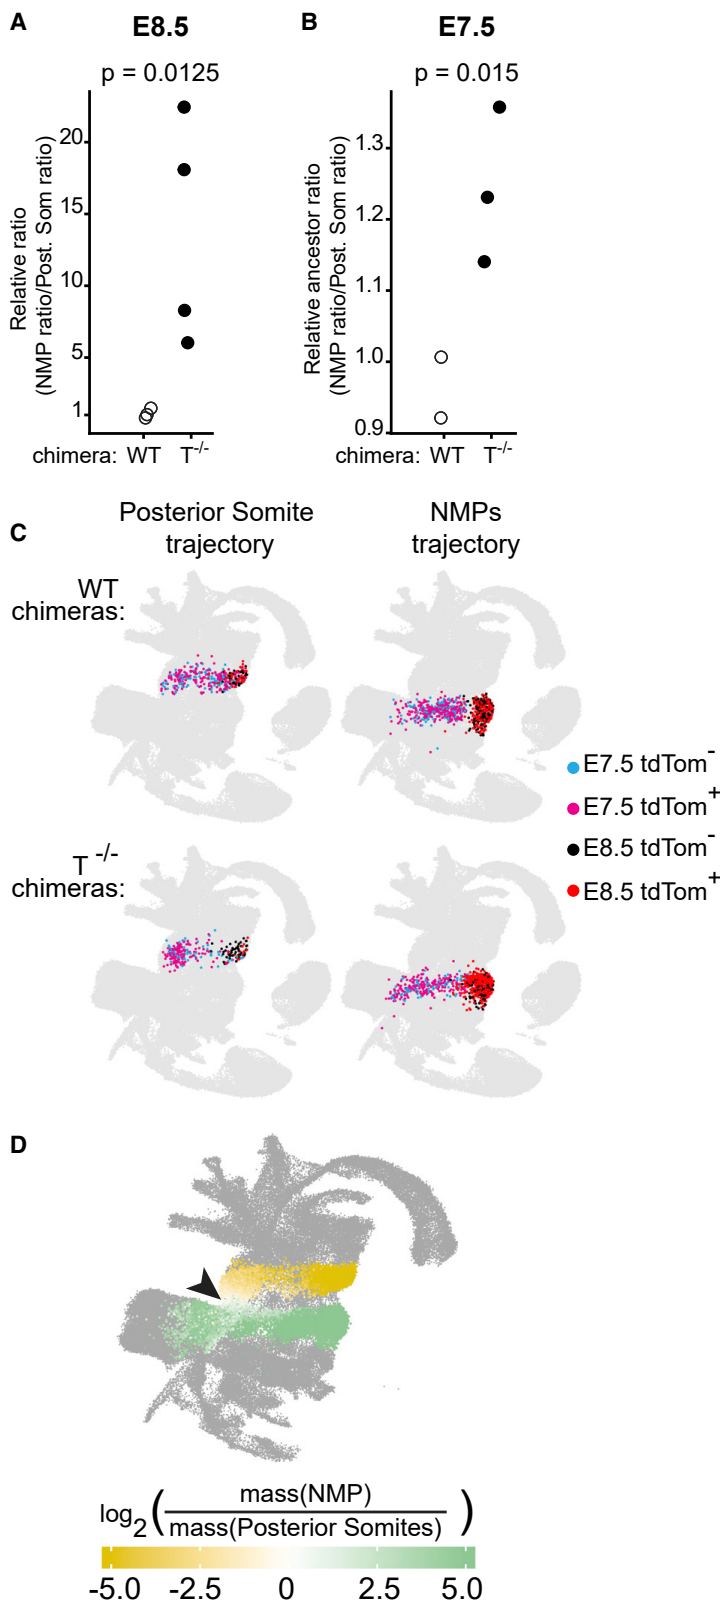 A
E8.5
p = 0.0125
Relative ratio
(NMP ratio/Post. Som ratio)
20
15
10
5
1
chimera: WT T-/-
B
E7.5
p = 0.015
Relative ancestor ratio
(NMP ratio/Post. Som ratio)
1.3
1.2
1.1
1.0
0.9
chimera: WT T-/-
C
Posterior Somite
trajectory
NMPs
trajectory
WT
chimeras:
T -/-
chimeras:
E7.5 tdTom-
E7.5 tdTom+
E8.5 tdTom-
E8.5 tdTom+
D
log2 ( mass(NMP) )
mass(Posterior Somites)
-5.0 -2.5 0 2.5 5.0